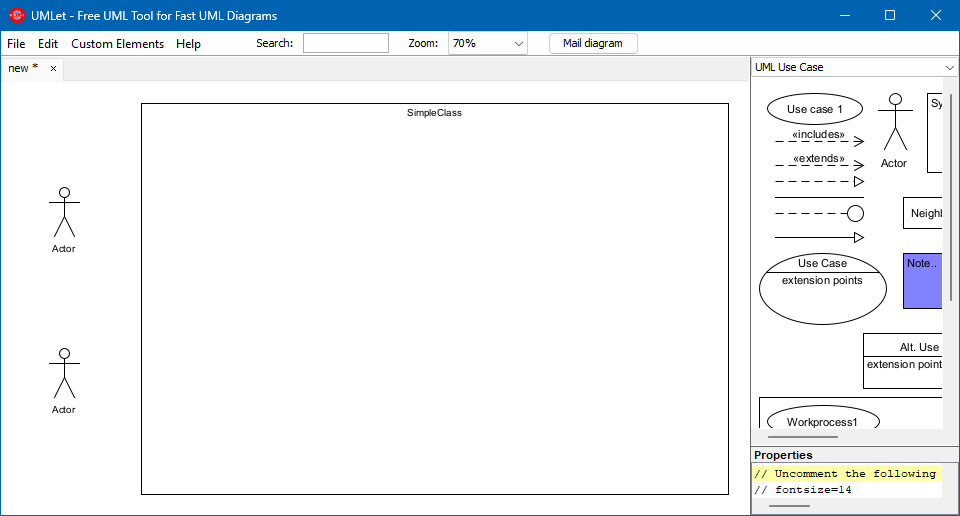 UMLet - Free UML Tool for Fast UML Diagrams
File Edit Custom Elements Help Search: Zoom: 70% Mail diagram
new *
UML Use Case
SimpleClass
Actor
Actor
Use case 1
Sy
«includes»
«extends»
Actor
Neighb
Use Case
extension points
Note..
Alt. Use
extension point
Workprocess1
Properties
// Uncomment the following
// fontsize=14